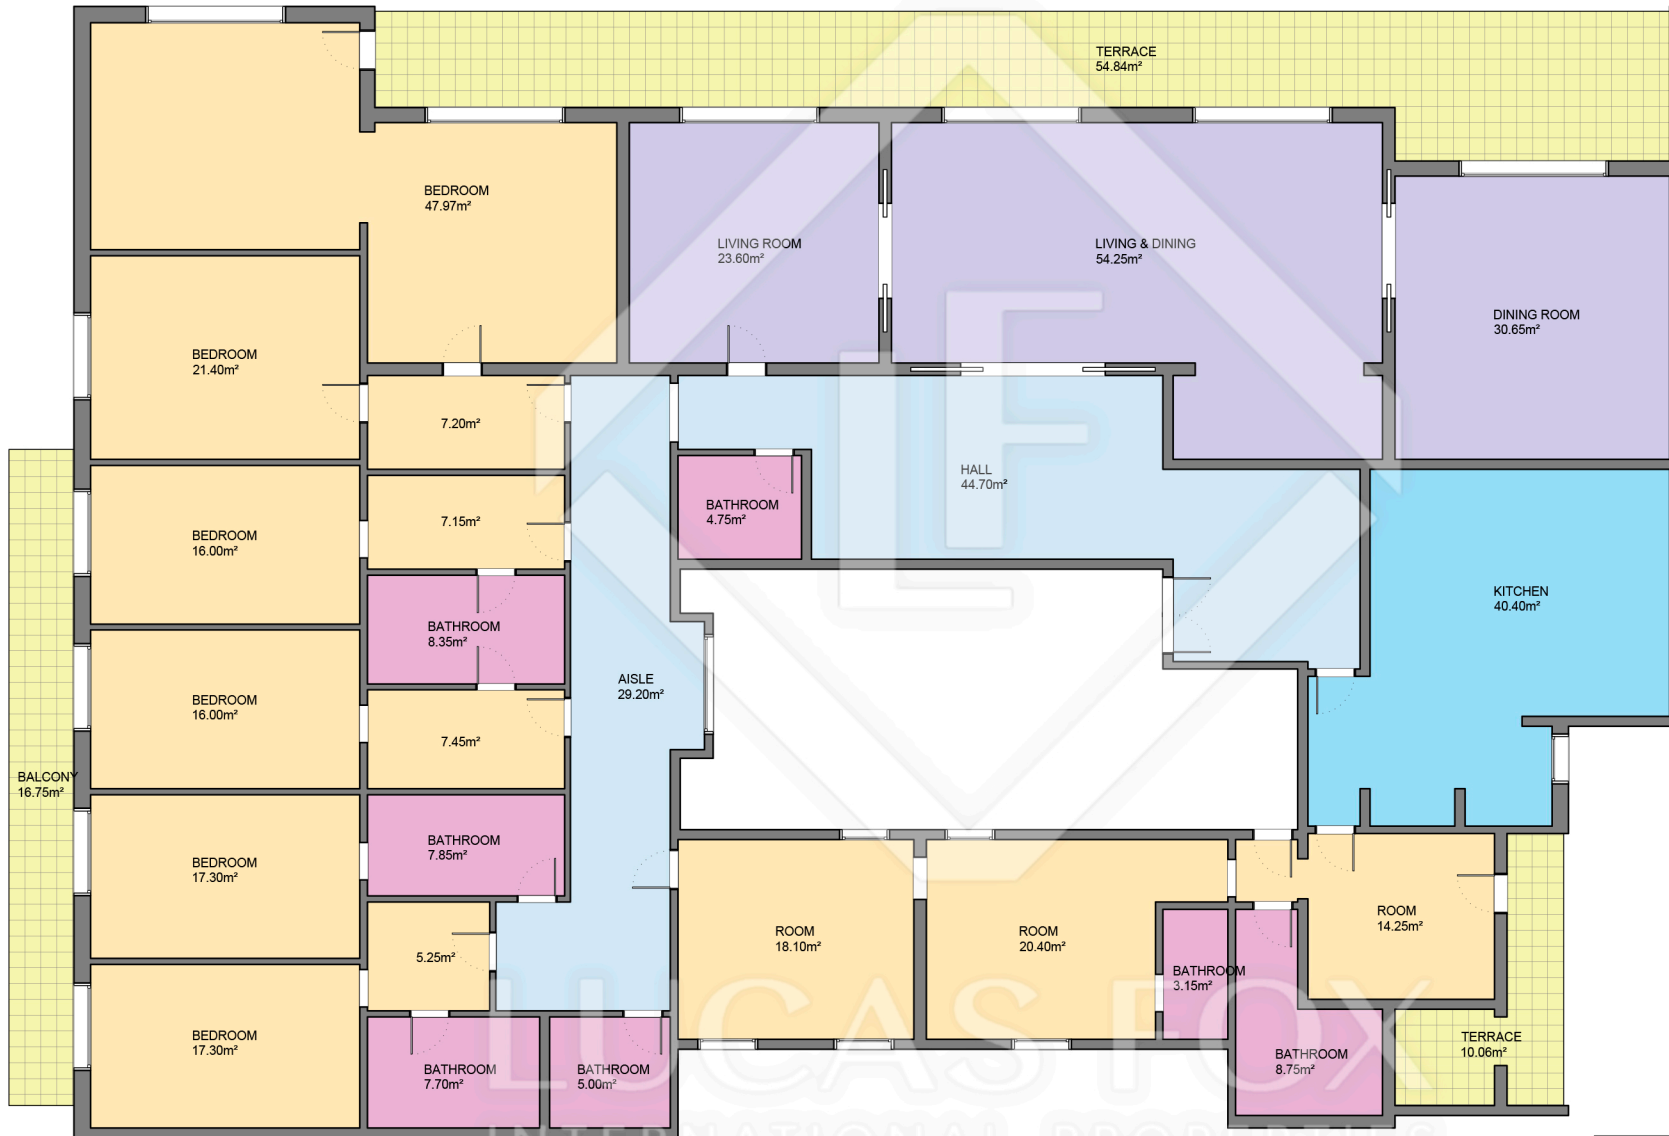 TERRACE
54.84m²
BEDROOM
47.97m²
LIVING ROOM
23.60m²
LIVING & DINING
54.25m²
DINING ROOM
30.65m²
BEDROOM
21.40m²
7.20m²
HALL
44.70m²
BATHROOM
4.75m²
7.15m²
BEDROOM
16.00m²
KITCHEN
40.40m²
BATHROOM
8.35m²
AISLE
29.20m²
BEDROOM
16.00m²
7.45m²
BALCONY
16.75m²
BATHROOM
7.85m²
BEDROOM
17.30m²
5.25m²
ROOM
18.10m²
ROOM
20.40m²
ROOM
14.25m²
BATHROOM
3.15m²
BEDROOM
17.30m²
BATHROOM
7.70m²
BATHROOM
5.00m²
BATHROOM
8.75m²
TERRACE
10.06m²
LF
LUCAS FOX
INTERNATIONAL PROPERTIES